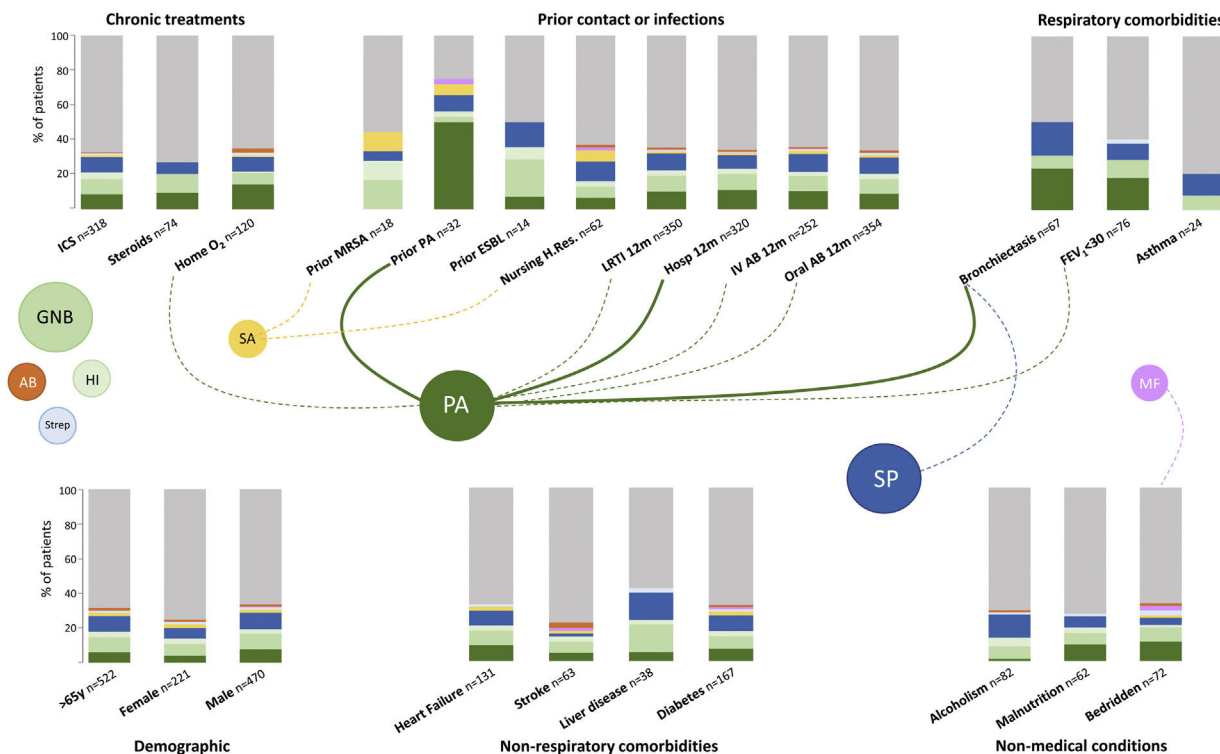 Chronic treatments
Prior contact or infections
Respiratory comorbidities
% of patients
100
80
60
40
20
ICS n=318
Steroids n=74
Home O₂ n=120
Prior MRSA n=18
Prior PA n=32
Prior ESBL n=14
Nursing H.Res. n=62
LRTI 12m n=350
Hosp 12m n=320
IV AB 12m n=252
Oral AB 12m n=354
Bronchiectasis n=67
FEV₁<30 n=76
Asthma n=24
GNB
AB
HI
Strep
SA
PA
SP
MF
% of patients
100
80
60
40
20
>65y n=522
Female n=221
Male n=470
Heart Failure n=131
Stroke n=63
Liver disease n=38
Diabetes n=167
Alcoholism n=82
Malnutrition n=62
Bedridden n=72
Demographic
Non-respiratory comorbidities
Non-medical conditions